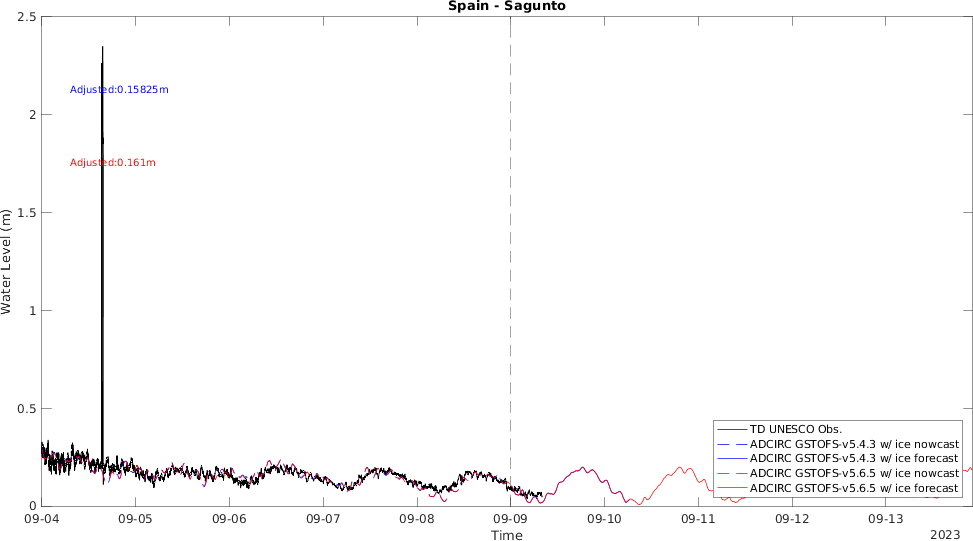 Spain - Sagunto
2.5
2
1.5
1
0.5
0
Water Level (m)
Adjusted:0.15825m
Adjusted:0.161m
TD UNESCO Obs.
ADCIRC GSTOFS-v5.4.3 w/ ice nowcast
ADCIRC GSTOFS-v5.4.3 w/ ice forecast
ADCIRC GSTOFS-v5.6.5 w/ ice nowcast
ADCIRC GSTOFS-v5.6.5 w/ ice forecast
09-04 09-05 09-06 09-07 09-08 09-09 09-10 09-11 09-12 09-13
Time
2023